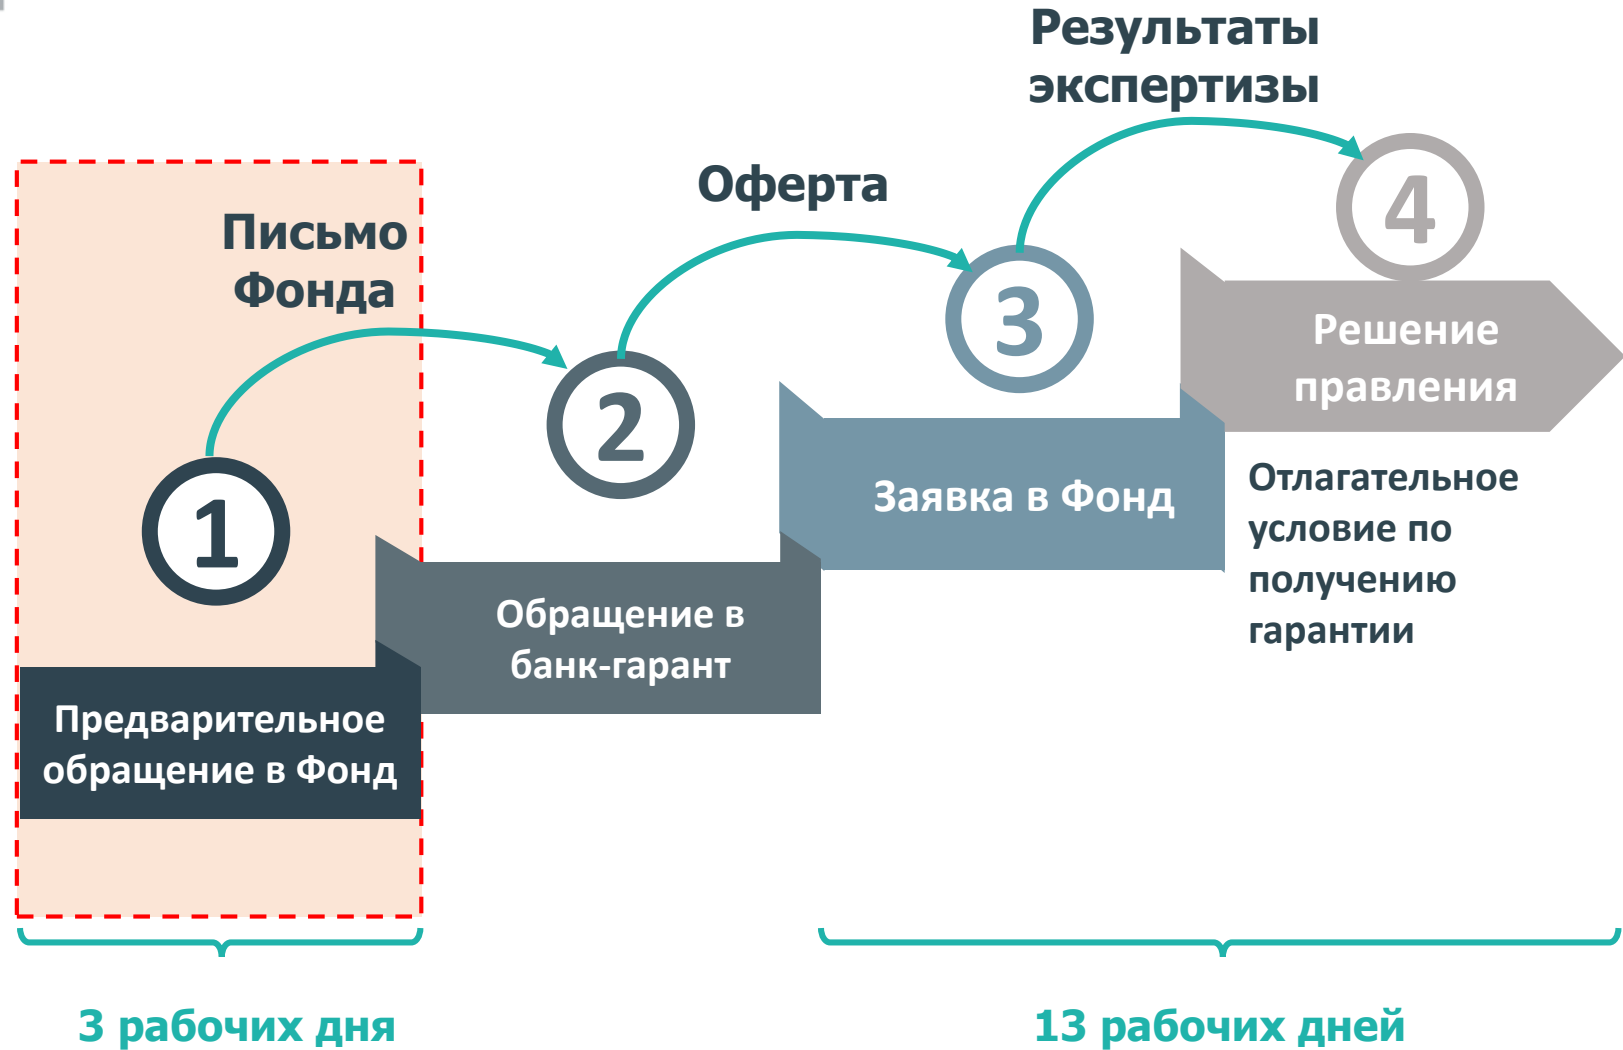 Результаты
экспертизы
Оферта
Письмо
Фонда
1
2
3
4
Предварительное
обращение в Фонд
Обращение в
банк-гарант
Заявка в Фонд
Решение
правления
Отлагательное
условие по
получению
гарантии
3 рабочих дня
13 рабочих дней